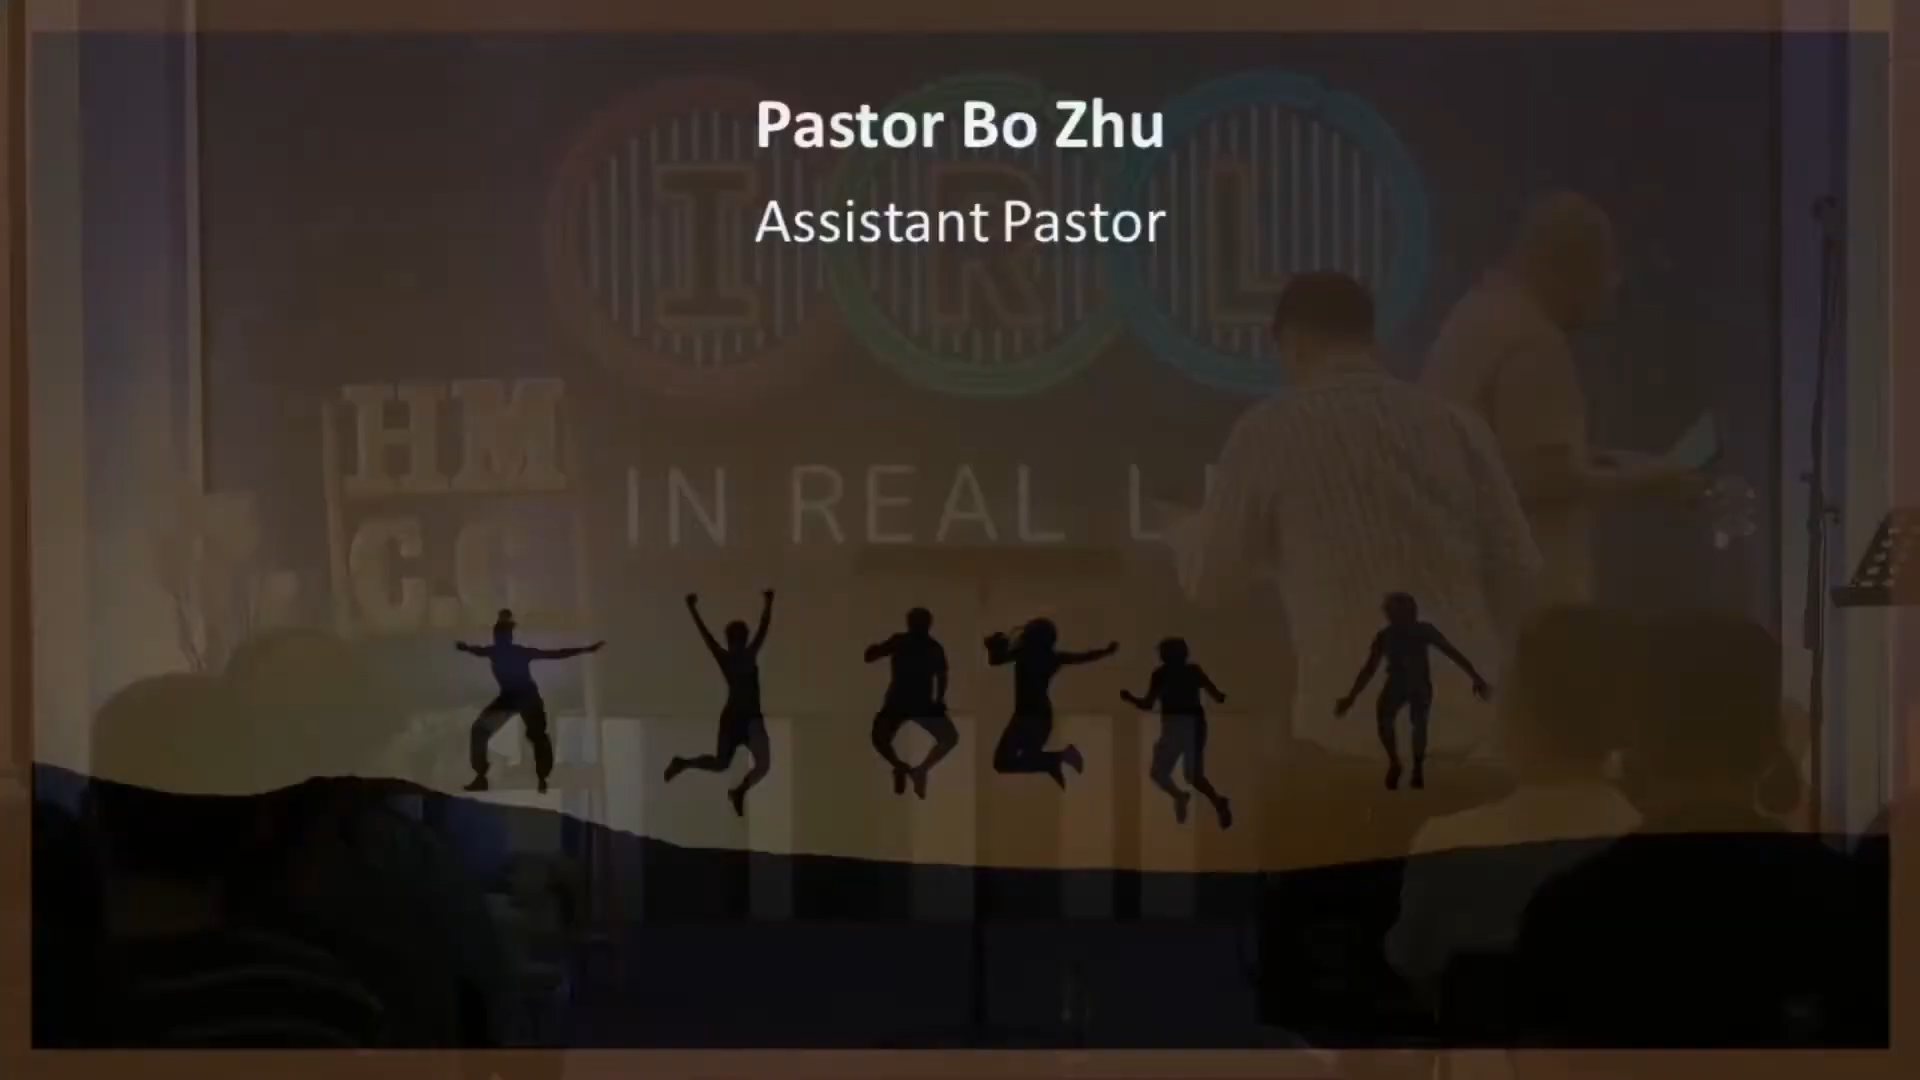 Pastor Bo Zhu
Assistant Pastor
IRL
HM
C.C
IN REAL L